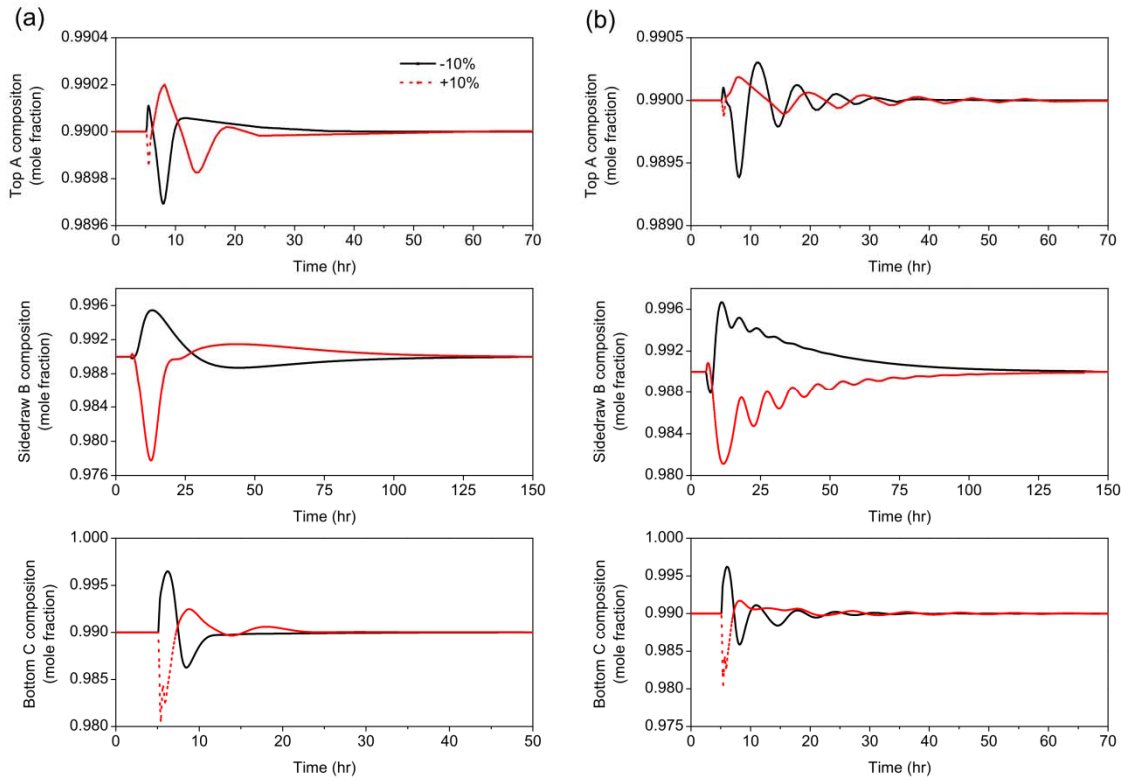 (a)
Top A composition
(mole fraction)
0.9904
0.9902
0.9900
0.9898
0.9896
-10%
+10%
0 10 20 30 40 50 60 70
Time (hr)
Sidedraw B compositon
(mole fraction)
0.996
0.992
0.988
0.984
0.980
0.976
0 25 50 75 100 125 150
Time (hr)
Bottom C compositon
(mole fraction)
1.000
0.995
0.990
0.985
0.980
0 10 20 30 40 50
Time (hr)
(b)
Top A composition
(mole fraction)
0.9905
0.9900
0.9895
0.9890
0 10 20 30 40 50 60 70
Time (hr)
Sidedraw B compositon
(mole fraction)
0.996
0.992
0.988
0.984
0.980
0 25 50 75 100 125 150
Time (hr)
Bottom C compositon
(mole fraction)
1.000
0.995
0.990
0.985
0.980
0.975
0 10 20 30 40 50 60 70
Time (hr)